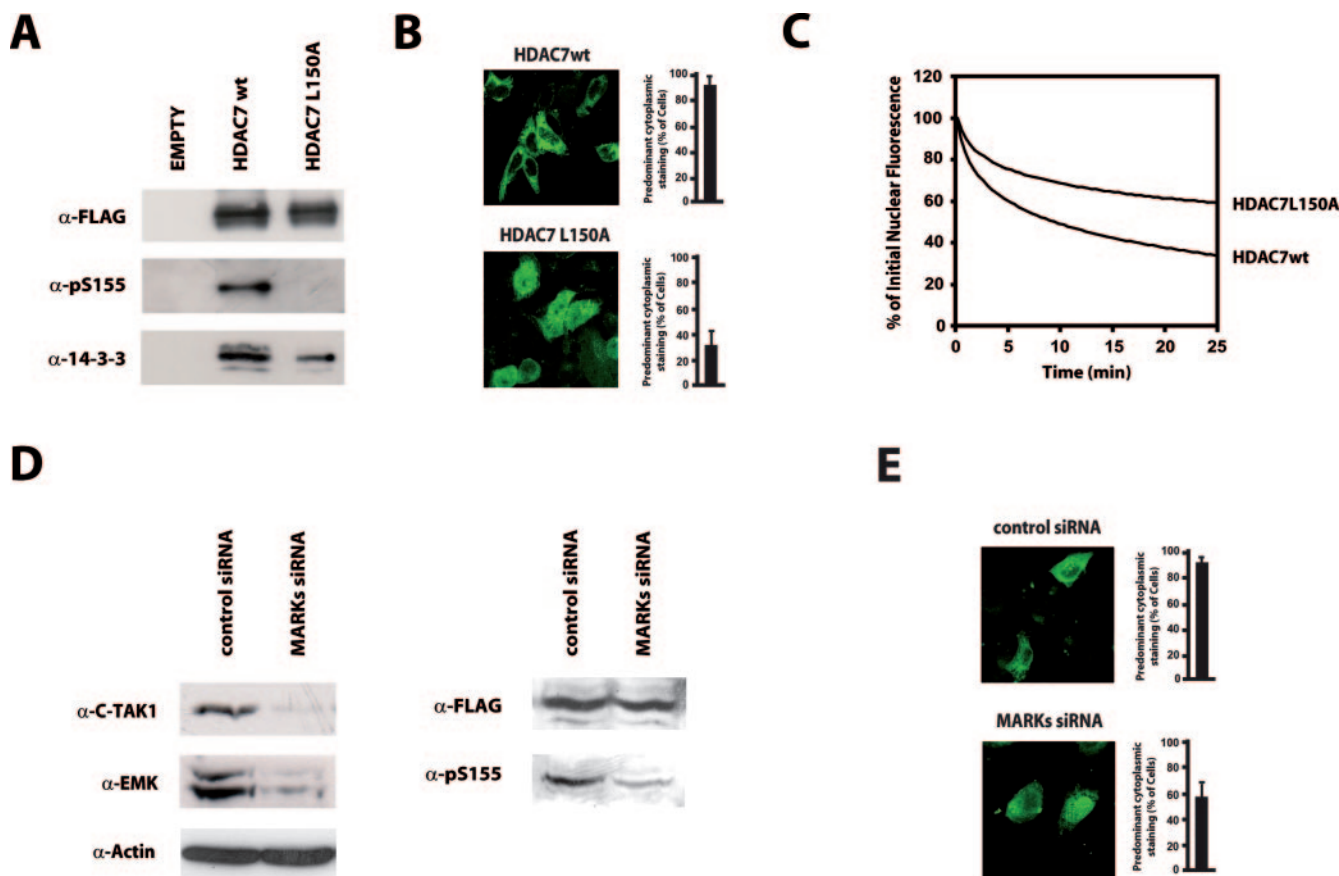 A
EMPTY
HDAC7 wt
HDAC7 L150A
α-FLAG
α-pS155
α-14-3-3
B
HDAC7wt
Predominant cytoplasmic
staining (% of Cells)
100
80
60
40
20
0
HDAC7 L150A
Predominant cytoplasmic
staining (% of Cells)
100
80
60
40
20
0
C
% of Initial Nuclear Fluorescence
120
100
80
60
40
20
0
0 5 10 15 20 25
Time (min)
HDAC7L150A
HDAC7wt
D
control siRNA
MARKs siRNA
α-C-TAK1
α-EMK
α-Actin
control siRNA
MARKs siRNA
α-FLAG
α-pS155
E
control siRNA
Predominant cytoplasmic
staining (% of Cells)
100
80
60
40
20
0
MARKs siRNA
Predominant cytoplasmic
staining (% of Cells)
100
80
60
40
20
0